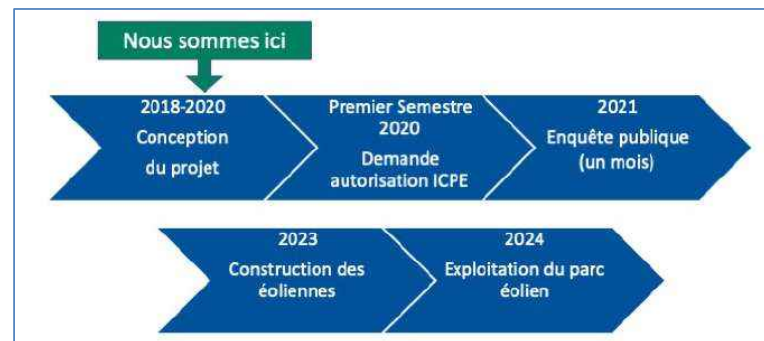 Nous sommes ici
2018-2020
Conception
du projet
Premier Semestre
2020
Demande
autorisation ICPE
2021
Enquête publique
(un mois)
2023
Construction des
éoliennes
2024
Exploitation du parc
éolien